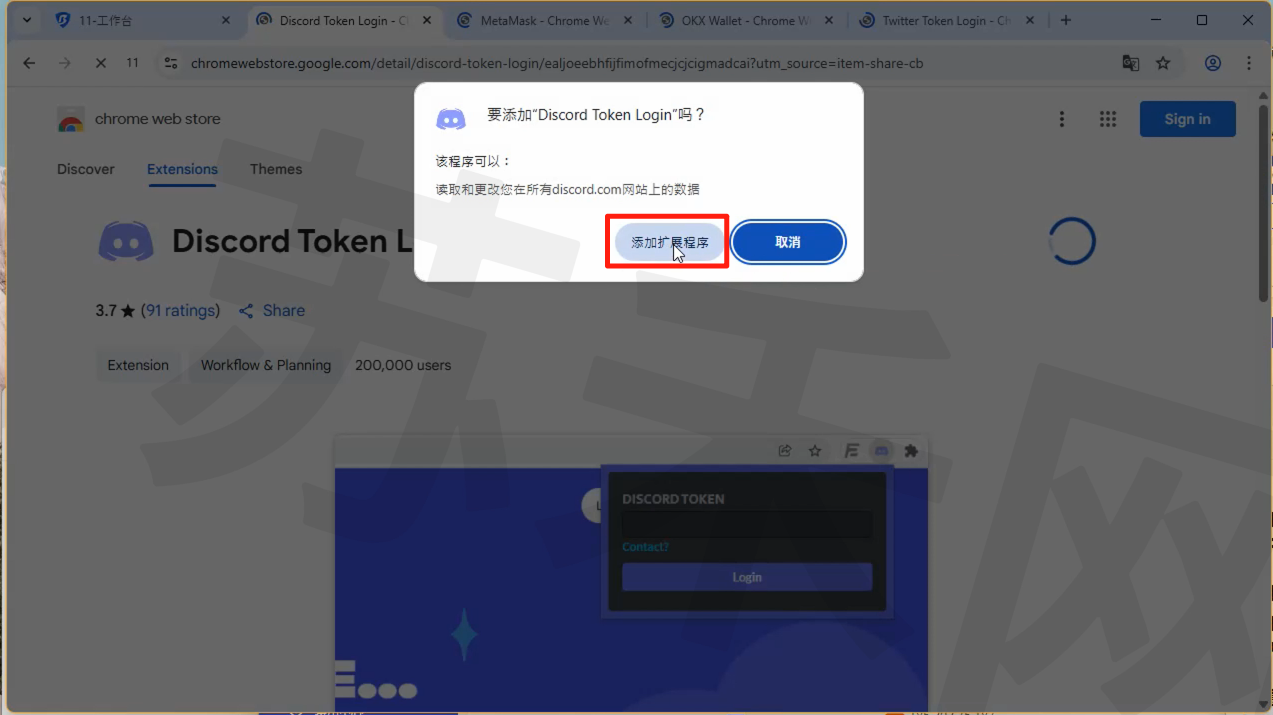 11-工作台
Discord Token Login - C
MetaMask - Chrome We
OKX Wallet - Chrome W
Twitter Token Login - Ch
11
chromewebstore.google.com/detail/discord-token-login/ealjoeebhfijfimofmecjcjcigmadcai?utm_source=item-share-cb
要添加“Discord Token Login”吗？
该程序可以：
读取和更改您在所有discord.com网站上的数据
添加扩展程序
取消
chrome web store
Sign in
Discover
Extensions
Themes
Discord Token L
3.7 ★ (91 ratings)
Share
Extension
Workflow & Planning
200,000 users
DISCORD TOKEN
Contact?
Login